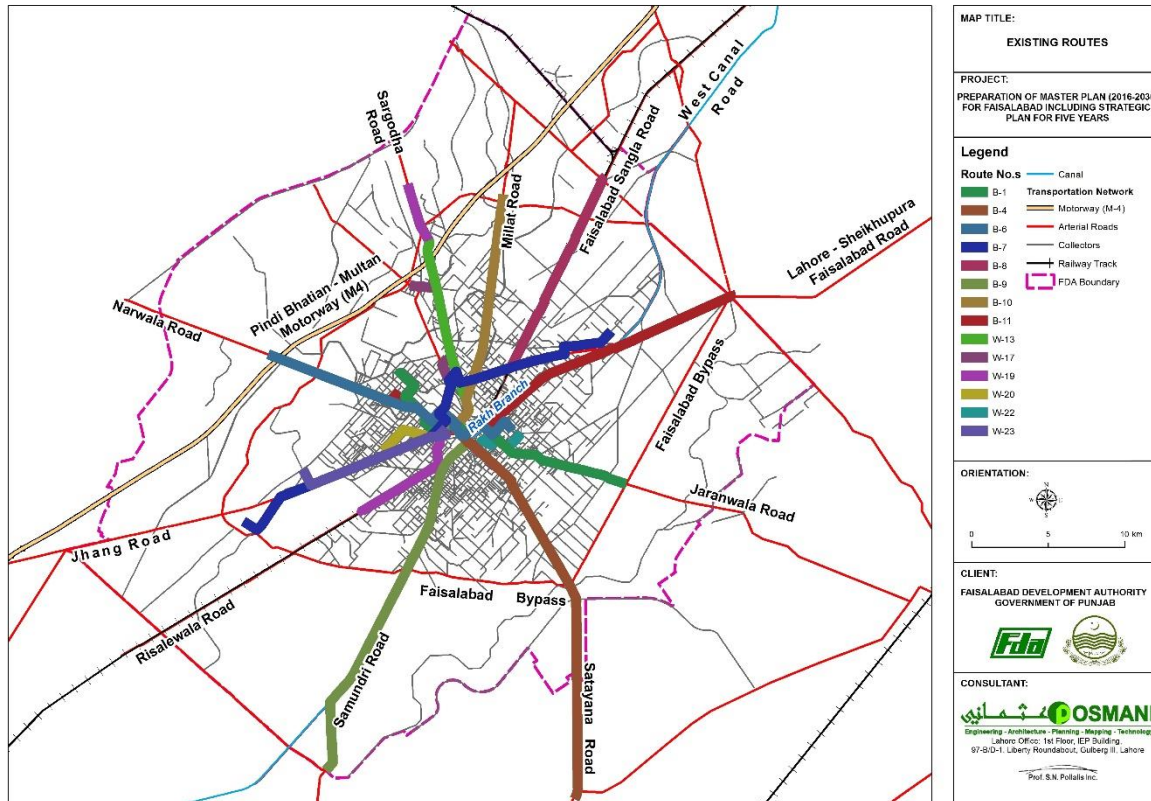 Sargodha
Road
Millat Road
Faisalabad Sangla Road
West Canal
Road
Lahore - Sheikhupura
Faisalabad Road
Pindi Bhatian - Multan
Motorway (M4)
Narwala Road
Rakh Branch
Faisalabad Bypass
Jaranwala Road
Jhang Road
Faisalabad Bypass
Risalewala Road
Samundri Road
Satayana Road
MAP TITLE:
EXISTING ROUTES
PROJECT:
PREPARATION OF MASTER PLAN (2016-203
FOR FAISALABAD INCLUDING STRATEGIC
PLAN FOR FIVE YEARS
Legend
Route No.s
B-1
B-4
B-6
B-7
B-8
B-9
B-10
B-11
W-13
W-17
W-19
W-20
W-22
W-23
Canal
Transportation Network
Motorway (M-4)
Arterial Roads
Collectors
Railway Track
FDA Boundary
ORIENTATION:
N
W E
S
0 5 10 km
CLIENT:
FAISALABAD DEVELOPMENT AUTHORITY
GOVERNMENT OF PUNJAB
Fda
CONSULTANT:
عثمانی OSMANI
Engineering - Architecture - Planning - Mapping - Technology
Lahore Office: 1st Floor, IEP Building.
97-B/D-1. Liberty Roundabout, Gulberg III, Lahore
Prof. S.N. Pollalis Inc.